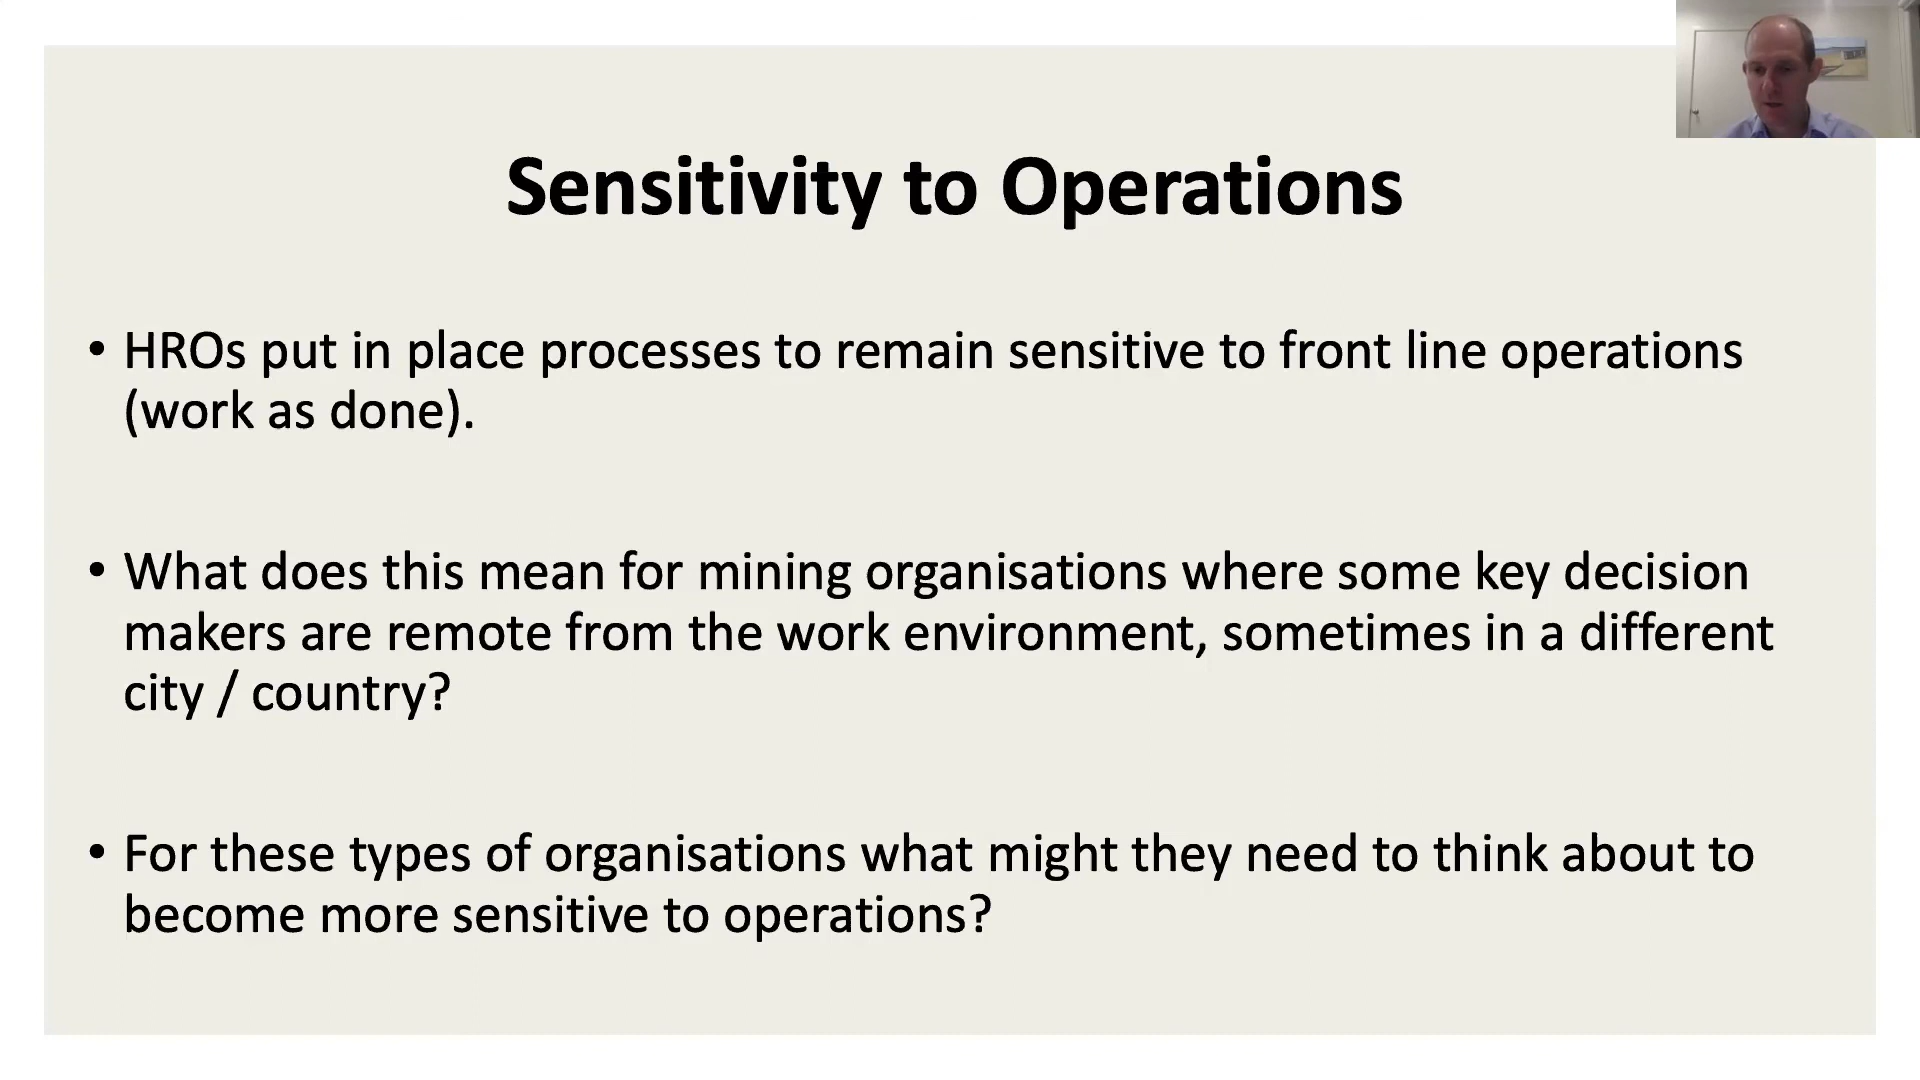 Sensitivity to Operations
• HROs put in place processes to remain sensitive to front line operations
(work as done).
• What does this mean for mining organisations where some key decision
makers are remote from the work environment, sometimes in a different
city / country?
• For these types of organisations what might they need to think about to
become more sensitive to operations?